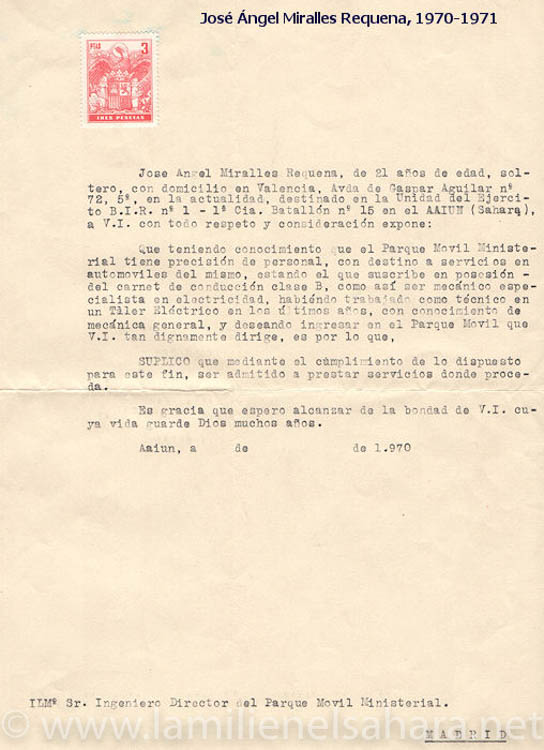 José Ángel Miralles Requena, 1970-1971
PTAS 3
TRES PESETAS
Jose Angel Miralles Requena, de 21 años de edad, sol-
tero, con domicilio en Valencia, Avda de Gaspar Aguilar nº
72, 5ª, en la actualidad, destinado en la Unidad del Ejerci-
to B.I.R. nº 1 - 1ª Cia. Batallón nº 15 en el AAIUN (Sahara),
a V.I. con todo respeto y consideración expone:
Que teniendo conocimiento que el Parque Movil Ministe-
rial tiene precisión de personal, con destino a servicios en
automoviles del mismo, estando el que suscribe en posesión -
del carnet de conducción clase B, como así ser mecánico espe-
cialista en electricidad, habiéndo trabajado como técnico en
un Tller Eléctrico en los últimos años, con conocimiento de
mecánica general, y deseando ingresar en el Parque Movil que
V.I. tan dignamente dirige, es por lo que,
SUPLICO que mediante el cúmplimiento de lo dispuesto
para este fin, ser admitido a prestar servicios donde proce-
da.
Es gracia que espero alcanzar de la bondad de V.I. cu-
ya vida guarde Dios muchos años.
Aaiun, a de de 1.970
ILMº Sr. Ingeniero Director del Parque Movil Ministerial.
© www.lamilienelsahara.net
M A D R I D